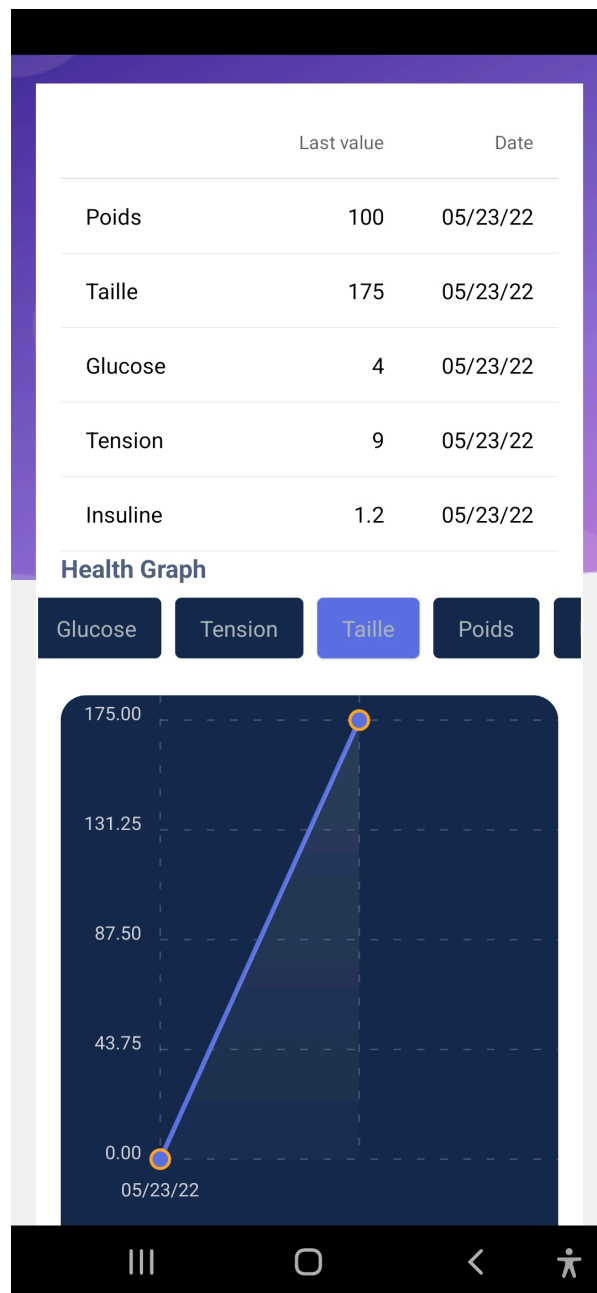 Last value Date
Poids 100 05/23/22
Taille 175 05/23/22
Glucose 4 05/23/22
Tension 9 05/23/22
Insuline 1.2 05/23/22
Health Graph
Glucose Tension Taille Poids
175.00
131.25
87.50
43.75
0.00
05/23/22